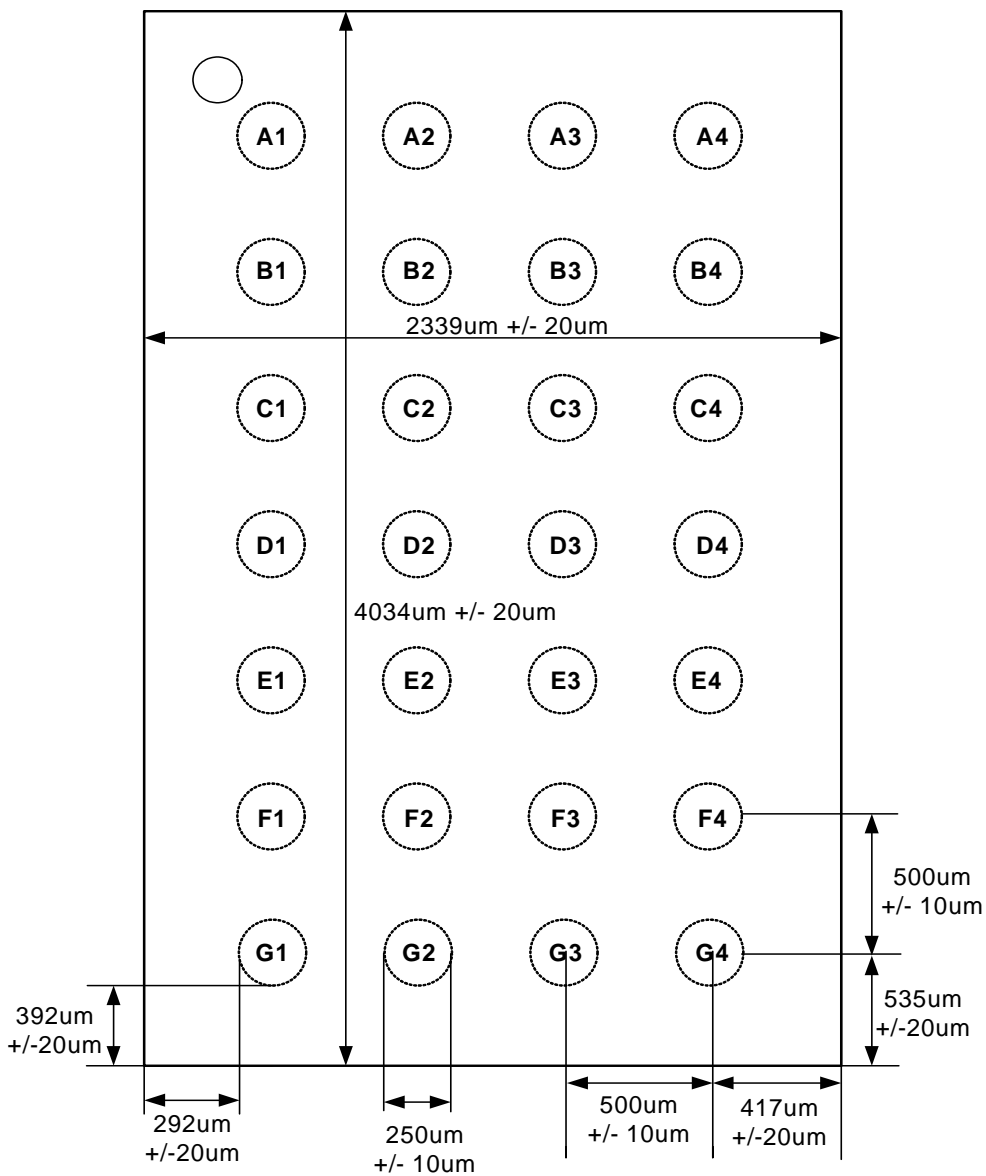 A1 A2 A3 A4
B1 B2 B3 B4
2339um +/- 20um
C1 C2 C3 C4
D1 D2 D3 D4
4034um +/- 20um
E1 E2 E3 E4
F1 F2 F3 F4
500um
+/- 10um
G1 G2 G3 G4
392um
+/-20um
535um
+/-20um
292um
+/-20um
250um
+/- 10um
500um
+/- 10um
417um
+/-20um